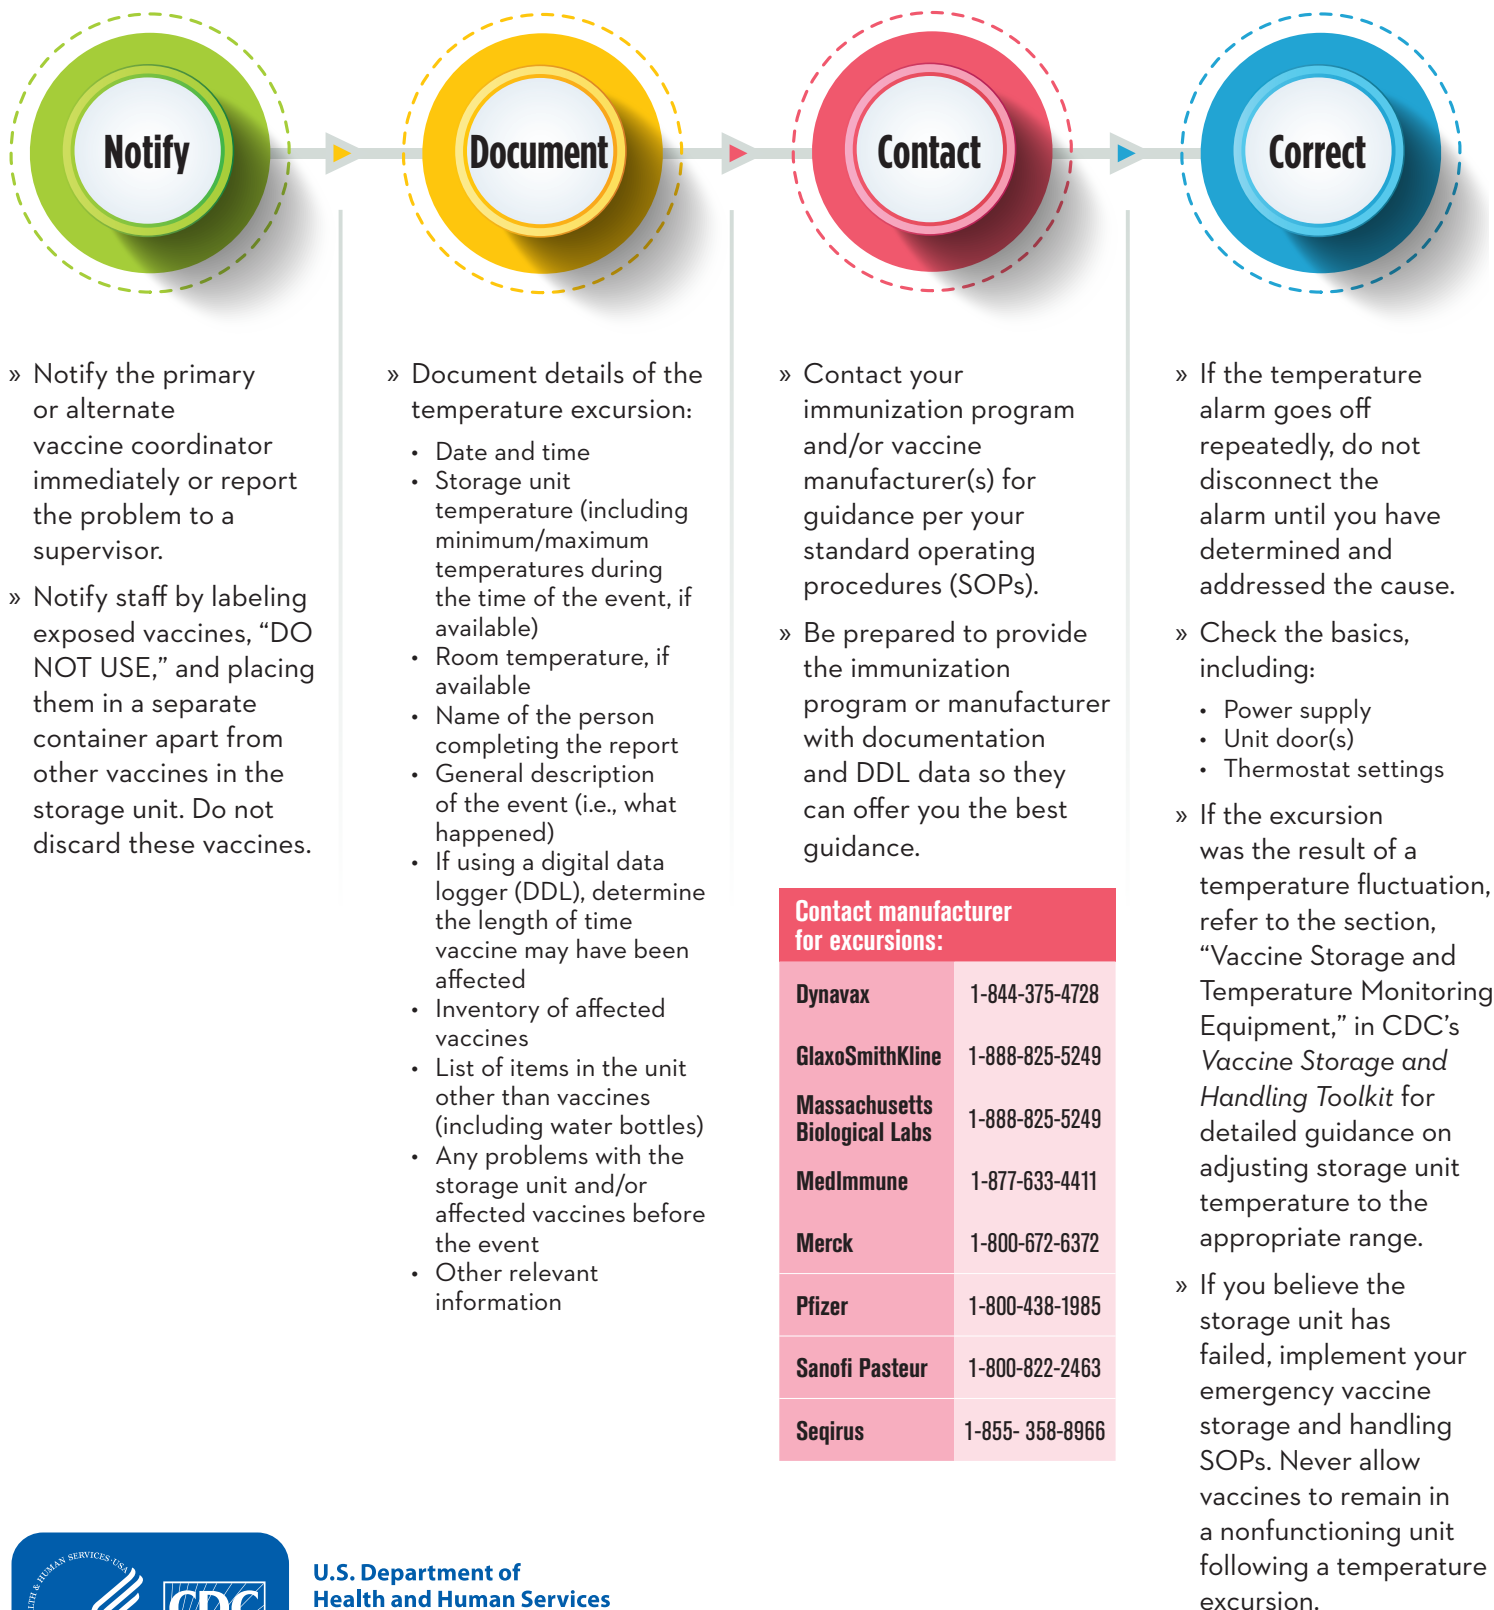 Notify
Document
Contact
Correct
» Notify the primary
or alternate
vaccine coordinator
immediately or report
the problem to a
supervisor.
» Notify staff by labeling
exposed vaccines, “DO
NOT USE,” and placing
them in a separate
container apart from
other vaccines in the
storage unit. Do not
discard these vaccines.
» Document details of the
temperature excursion:
• Date and time
• Storage unit
temperature (including
minimum/maximum
temperatures during
the time of the event, if
available)
• Room temperature, if
available
• Name of the person
completing the report
• General description
of the event (i.e., what
happened)
• If using a digital data
logger (DDL), determine
the length of time
vaccine may have been
affected
• Inventory of affected
vaccines
• List of items in the unit
other than vaccines
(including water bottles)
• Any problems with the
storage unit and/or
affected vaccines before
the event
• Other relevant
information
» Contact your
immunization program
and/or vaccine
manufacturer(s) for
guidance per your
standard operating
procedures (SOPs).
» Be prepared to provide
the immunization
program or manufacturer
with documentation
and DDL data so they
can offer you the best
guidance.
Contact manufacturer
for excursions:
Dynavax 1-844-375-4728
GlaxoSmithKline 1-888-825-5249
Massachusetts
Biological Labs 1-888-825-5249
MedImmune 1-877-633-4411
Merck 1-800-672-6372
Pfizer 1-800-438-1985
Sanofi Pasteur 1-800-822-2463
Seqirus 1-855- 358-8966
» If the temperature
alarm goes off
repeatedly, do not
disconnect the
alarm until you have
determined and
addressed the cause.
» Check the basics,
including:
• Power supply
• Unit door(s)
• Thermostat settings
» If the excursion
was the result of a
temperature fluctuation,
refer to the section,
“Vaccine Storage and
Temperature Monitoring
Equipment,” in CDC’s
Vaccine Storage and
Handling Toolkit for
detailed guidance on
adjusting storage unit
temperature to the
appropriate range.
» If you believe the
storage unit has
failed, implement your
emergency vaccine
storage and handling
SOPs. Never allow
vaccines to remain in
a nonfunctioning unit
following a temperature
excursion.
& HUMAN SERVICES·USA
CDC
U.S. Department of
Health and Human Services